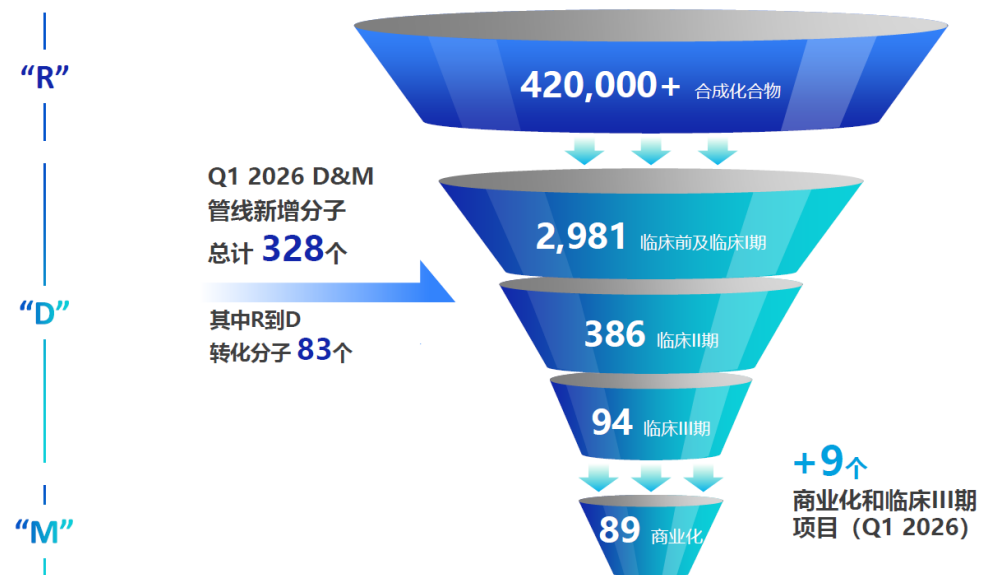 “R”
420,000+ 合成化合物
Q1 2026 D&M
管线新增分子
总计 328个
其中R到D
转化分子 83个
“D”
2,981 临床前及临床I期
386 临床II期
94 临床III期
+9个
商业化和临床III期
项目（Q1 2026）
“M”
89 商业化